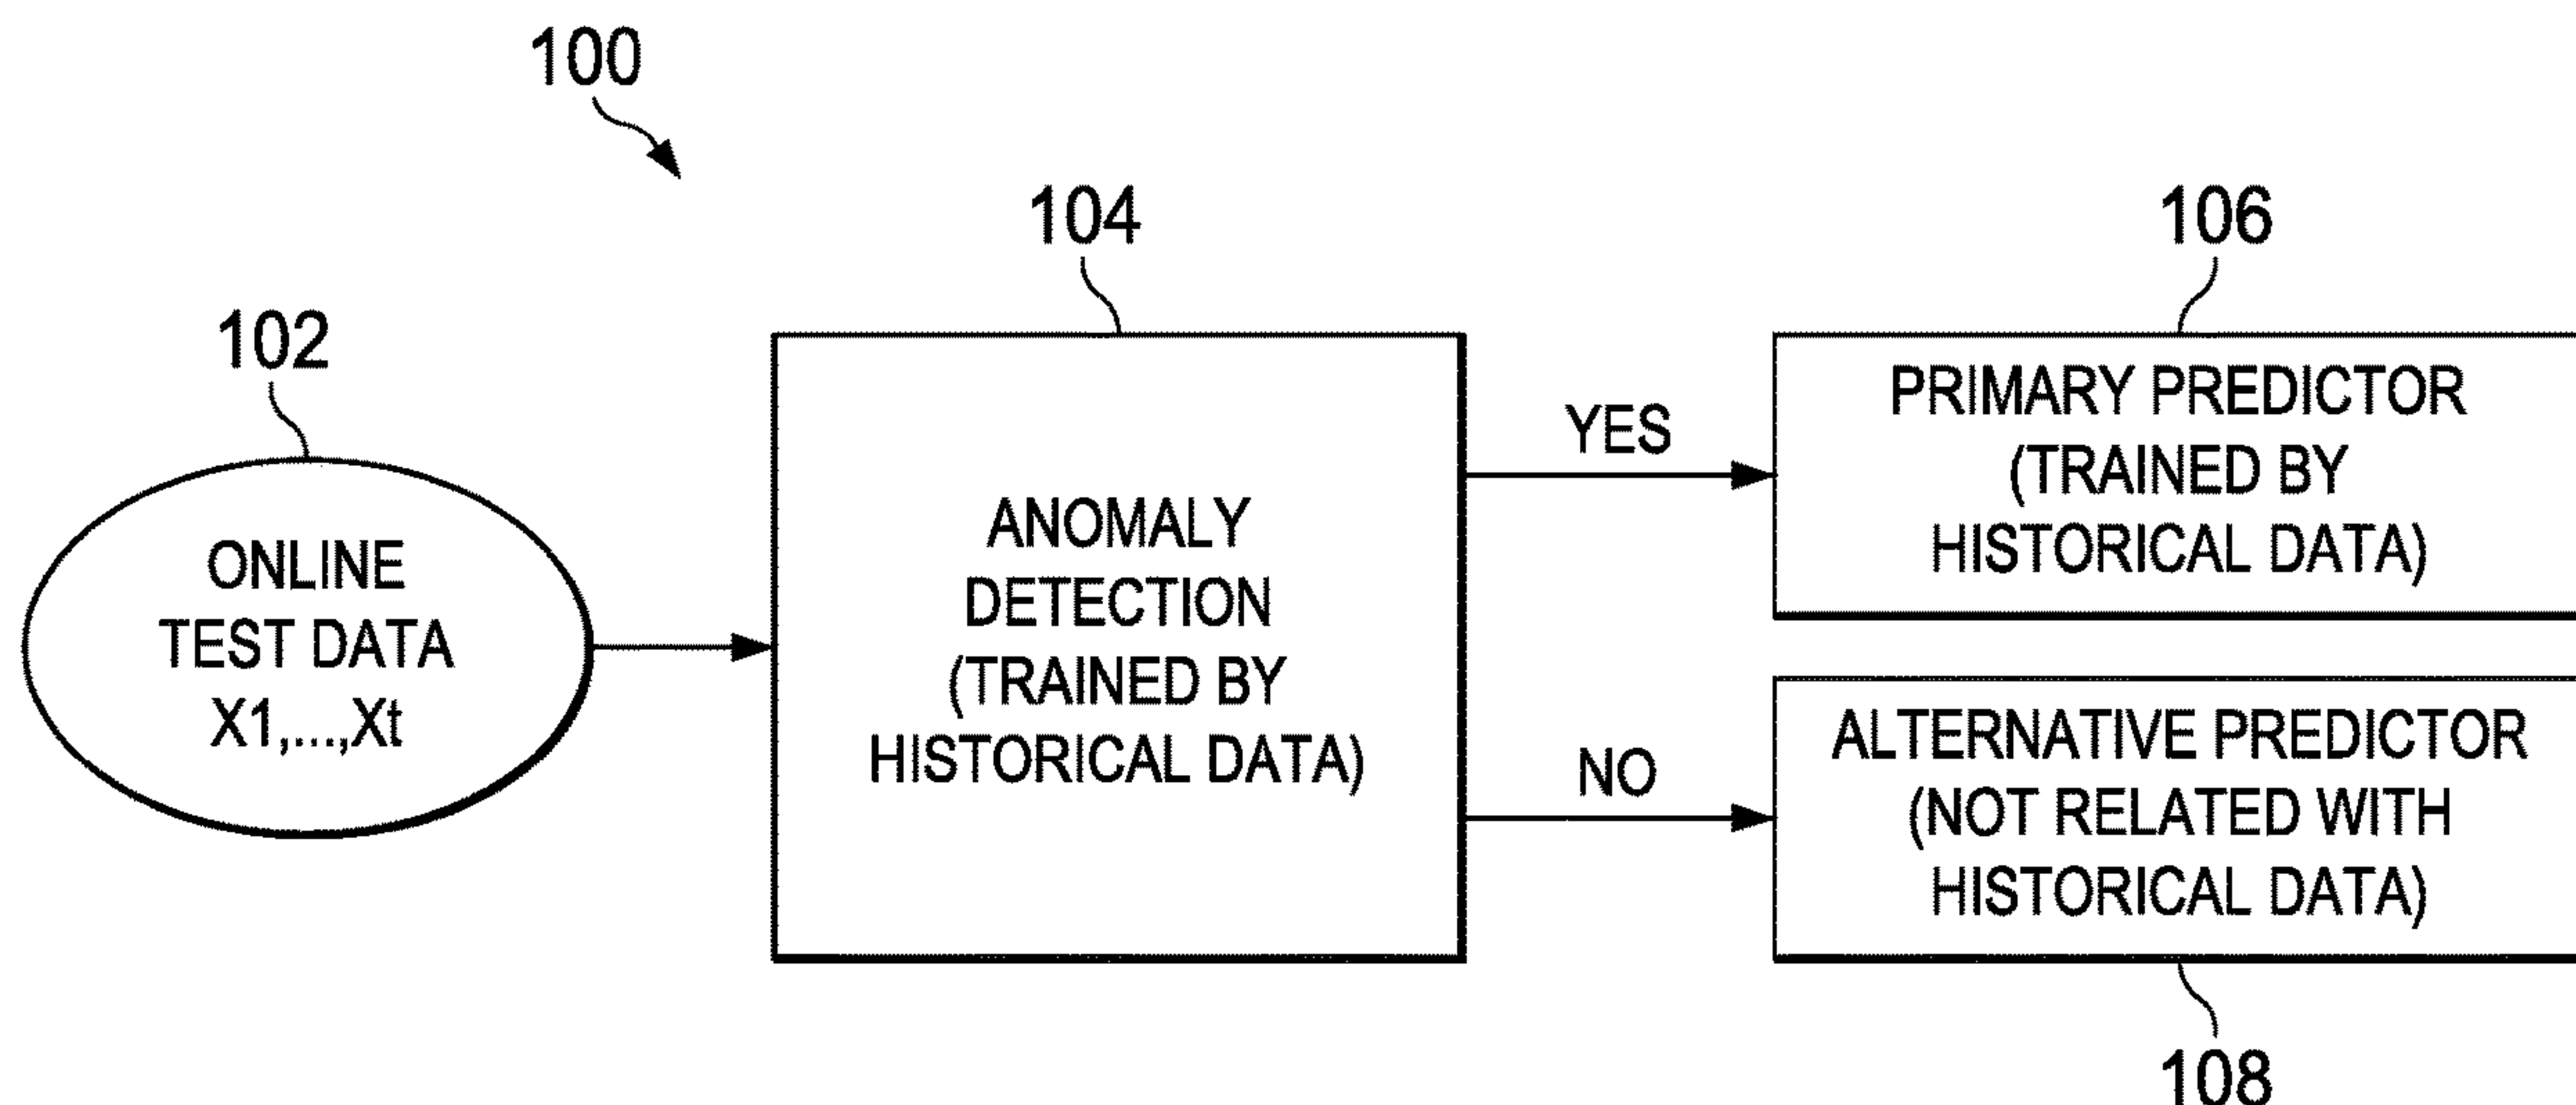 100
102
ONLINE
TEST DATA
X1,...,Xt
104
ANOMALY
DETECTION
(TRAINED BY
HISTORICAL DATA)
YES
NO
106
PRIMARY PREDICTOR
(TRAINED BY
HISTORICAL DATA)
ALTERNATIVE PREDICTOR
(NOT RELATED WITH
HISTORICAL DATA)
108